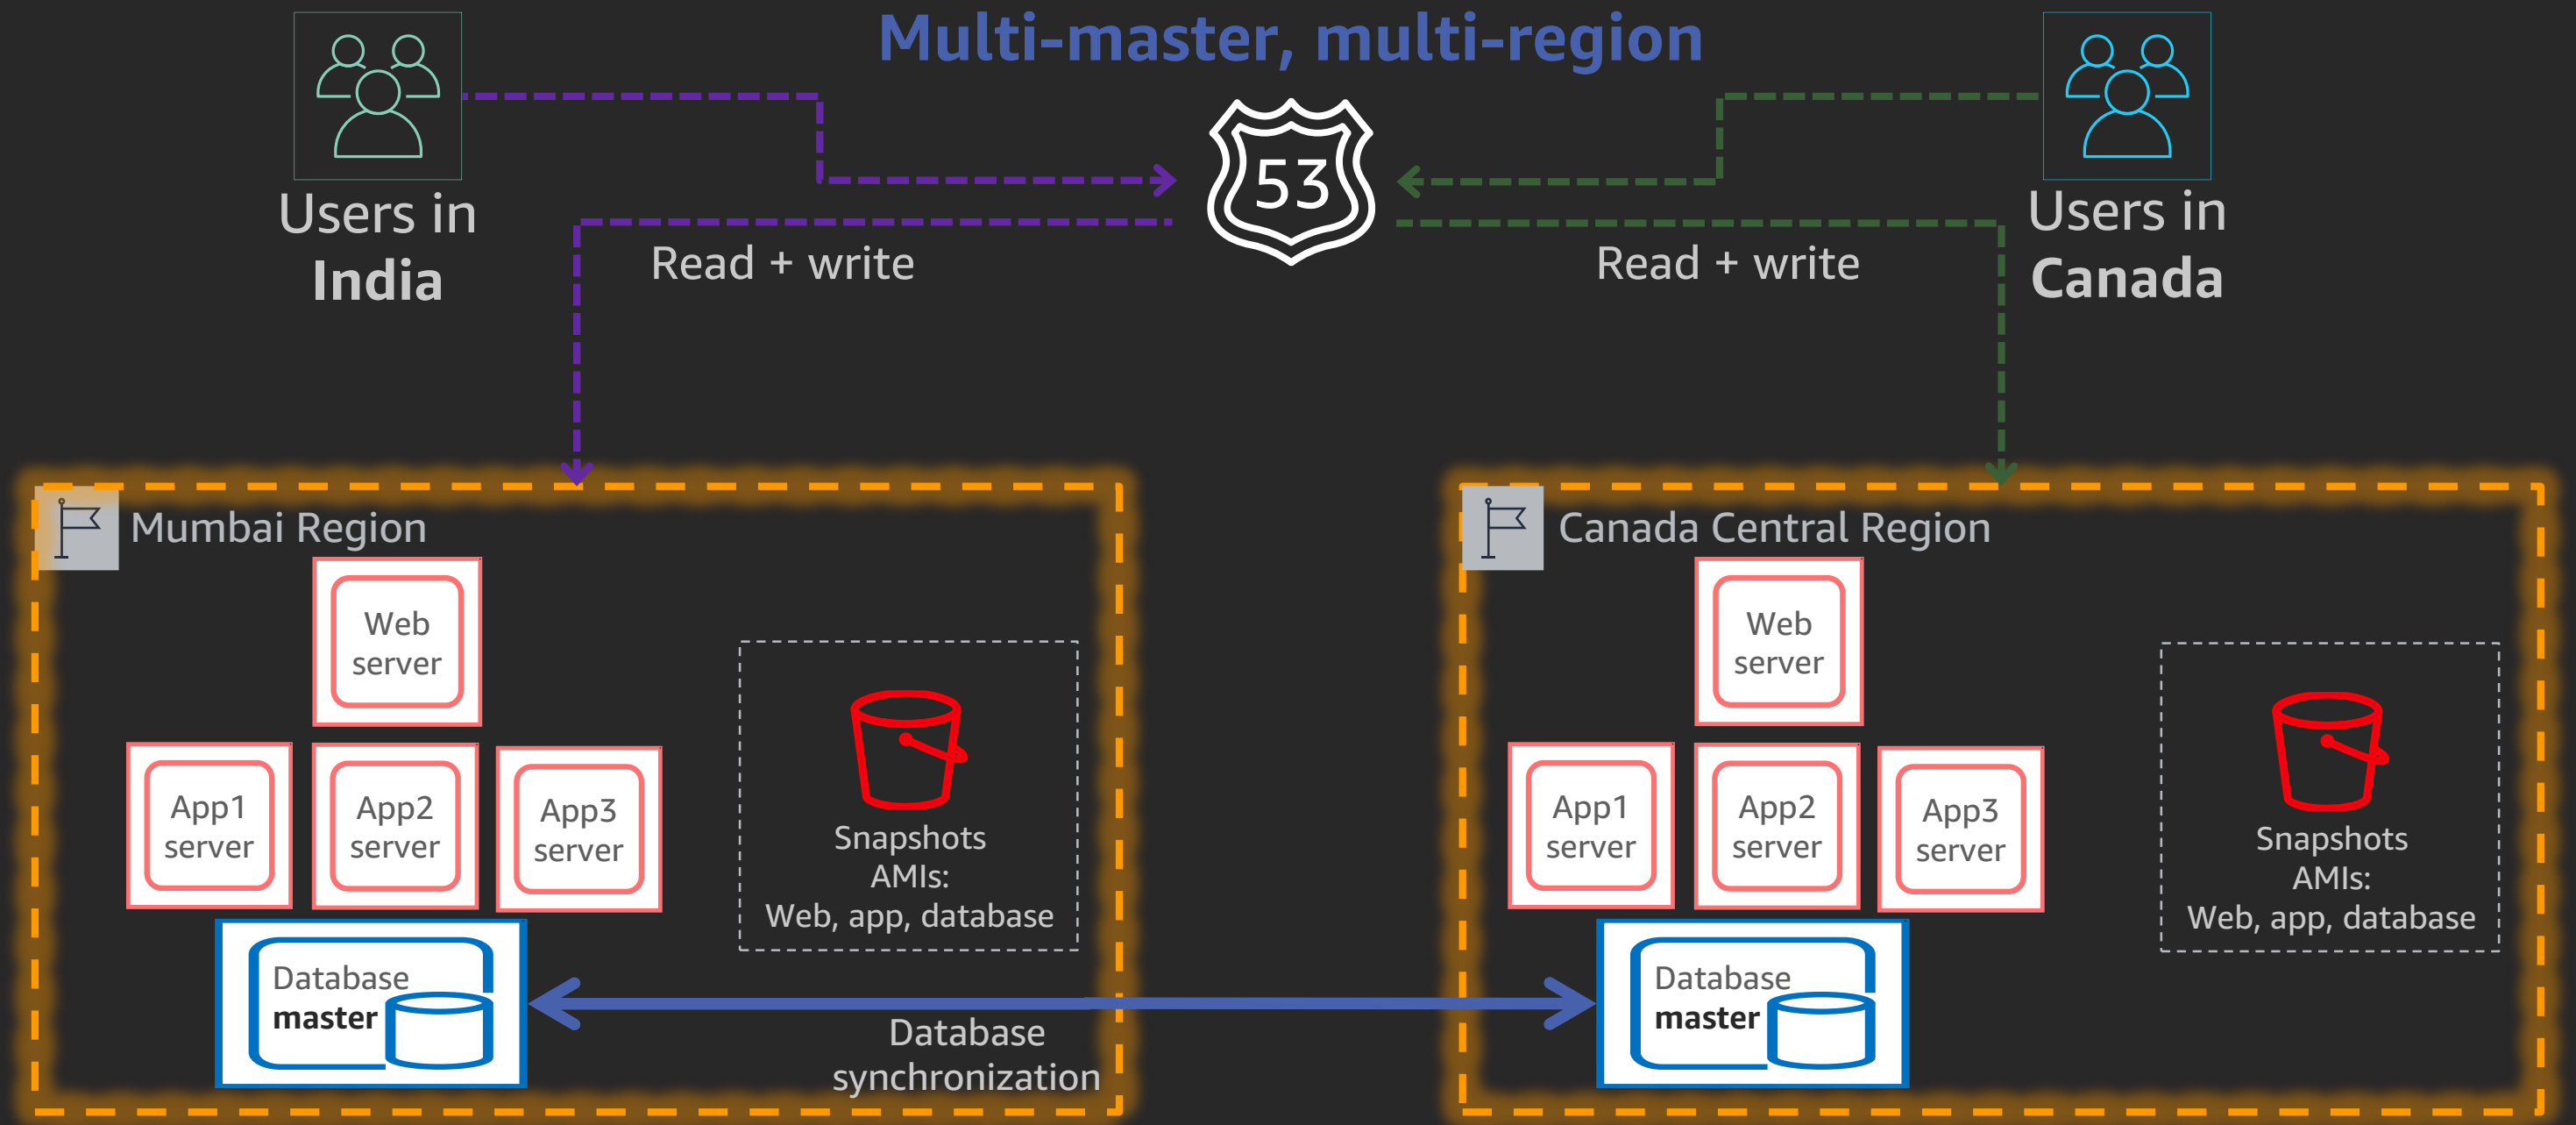 Multi-master, multi-region
Users in
India
53
Users in
Canada
Read + write
Read + write
Mumbai Region
Web
server
App1
server
App2
server
App3
server
Snapshots
AMIs:
Web, app, database
Database
master
Database
synchronization
Canada Central Region
Web
server
App1
server
App2
server
App3
server
Snapshots
AMIs:
Web, app, database
Database
master